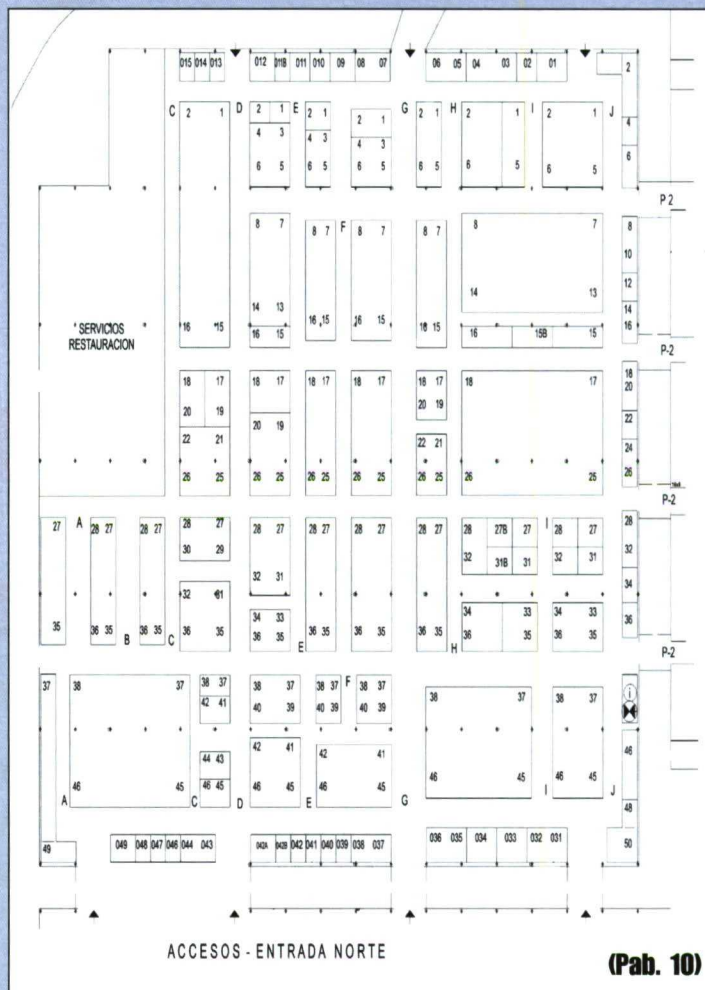 015 014 013 012 011B 011 010 09 08 07 06 05 04 03 02 01 2
C 2 1 D 2 1 E 2 1 2 1 G 2 1 H 2 1 I 2 1 J
4 3 4 3 4 3 4
6 5 6 5 6 5 6 5 6 5 6 5 6
P 2
8 7 8 7 F 8 7 8 7 8 7 8
10
12
14 13 14 13 14
SERVICIOS
RESTAURACION
16 15 16 15 16 15 16 15 16 15 16 15B 15 16
P-2
18 17 18 17 18 17 18 17 18 17 18 17 18
20 19 20 19 20 19 20
22 21 22 21 22
24
26 25 26 25 26 25 26 25 26 25 26 25 26
P-2
27 A 28 27 28 27 28 27 28 27 28 27 28 27 28 27 28 27B 27 I 28 27 28
30 29 32 31 32 31B 31 32 31 32
32 31 34 33 34 33 34 33 34
35 36 35 36 35 36 35 36 35 36 35 36 35 36 35 36 35 36 35 36
B C E H P-2
37 38 37 38 37 38 37 38 37 F 38 37 38 37 38 37 i
42 41 40 39 40 39 40 39
44 43 42 41 42 41 46
46 45 46 45 46 45 46 45 46 45 46 45
A C D E G I J 48
49 049 048 047 046 044 043 042A 042B 042 041 040 039 038 037 036 035 034 033 032 031 50
ACCESOS - ENTRADA NORTE
(Pab. 10)